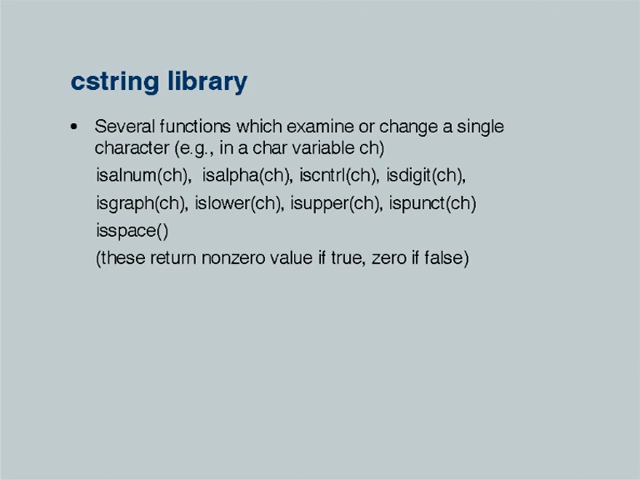 cstring library
• Several functions which examine or change a single
character (e.g., in a char variable ch)
isalnum(ch), isalpha(ch), iscntrl(ch), isdigit(ch),
isgraph(ch), islower(ch), isupper(ch), ispunct(ch)
isspace()
(these return nonzero value if true, zero if false)